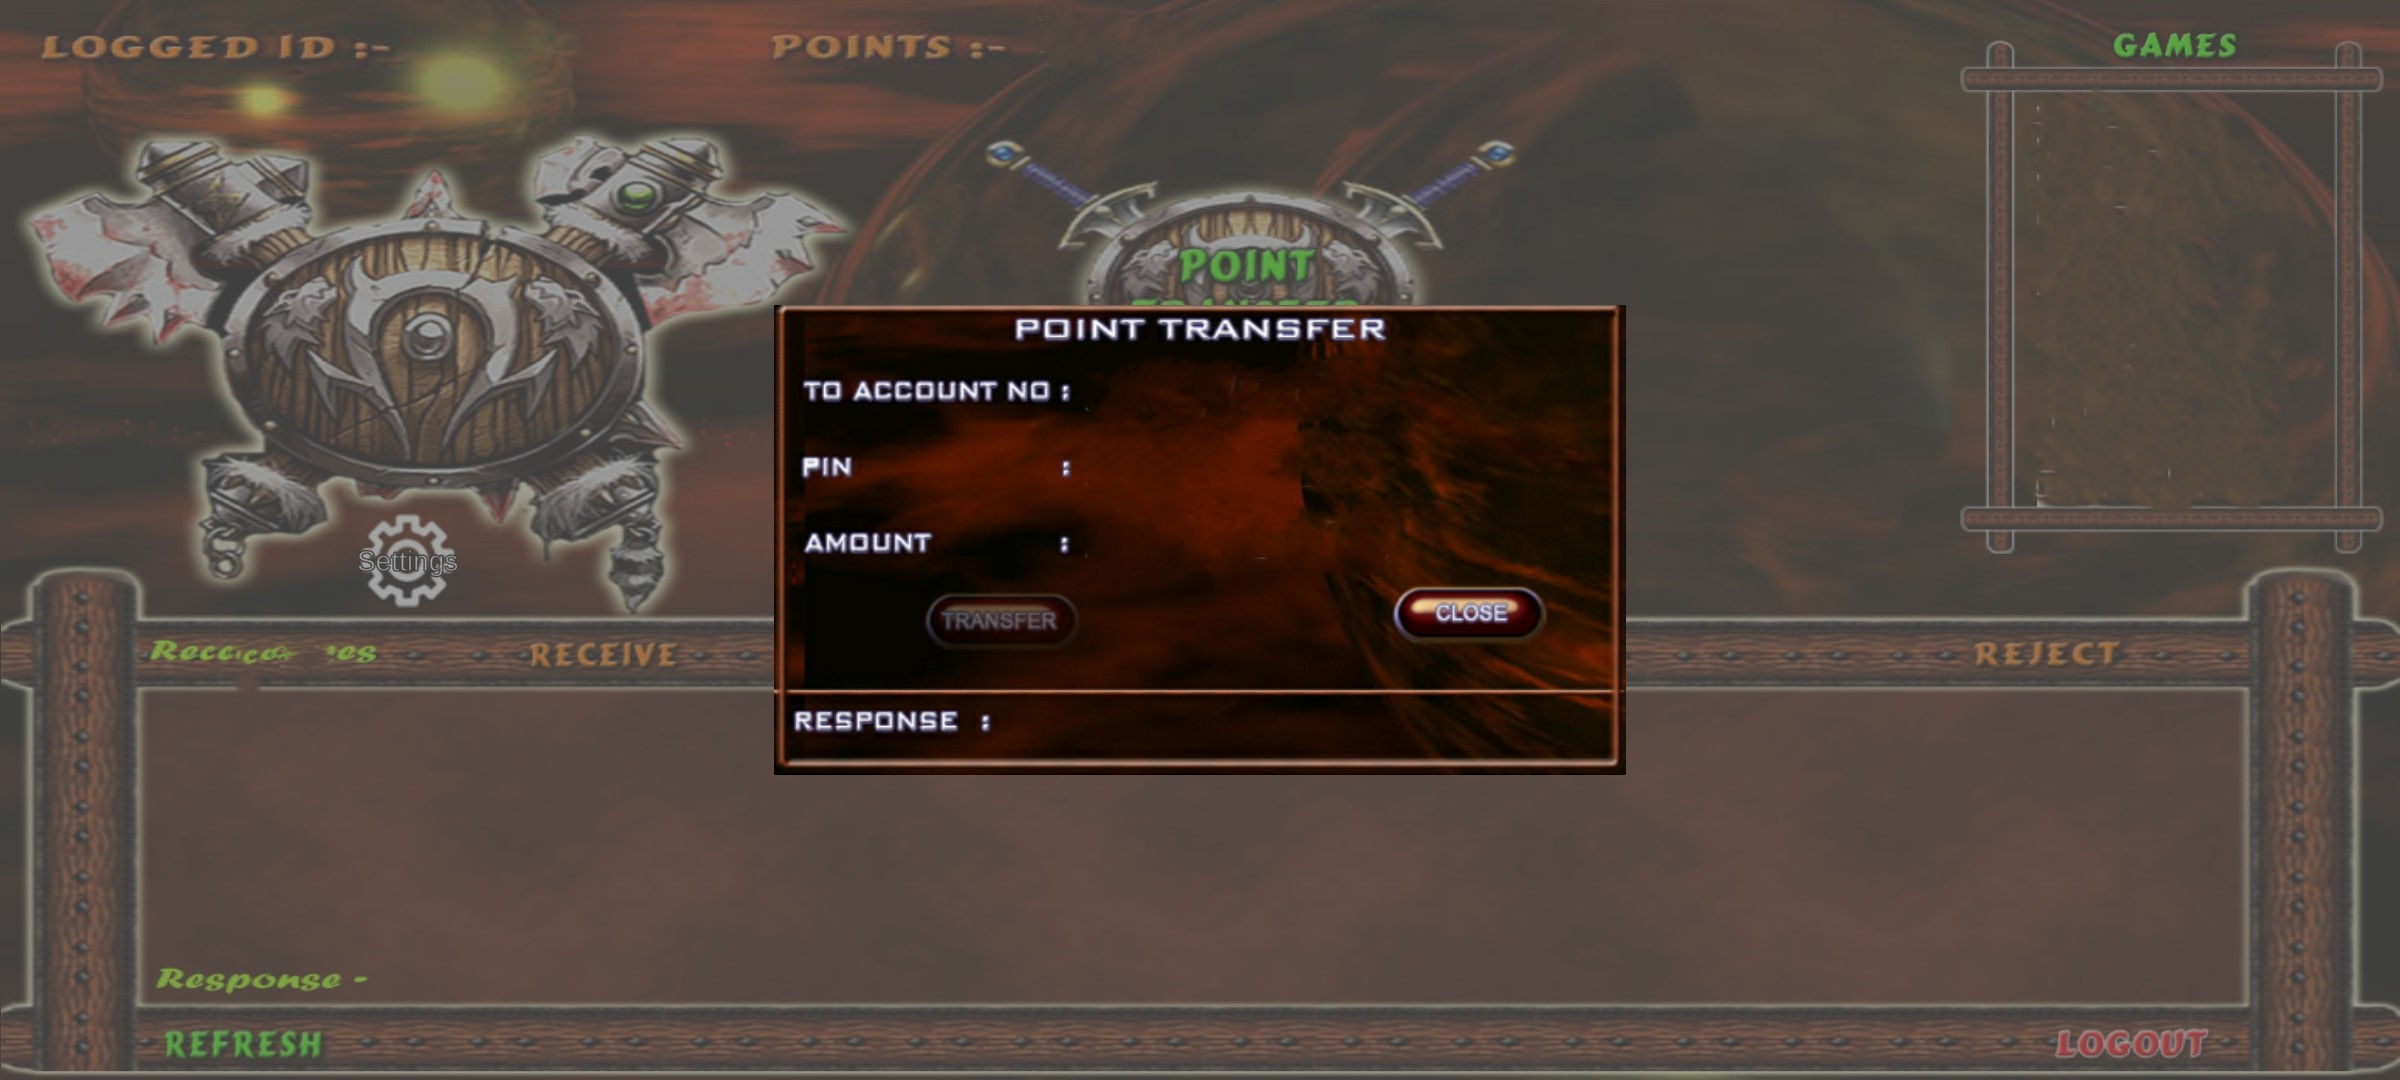 LOGGED ID :-
POINTS :-
GAMES
POINT
TRANSFER
POINT TRANSFER
TO ACCOUNT NO :
PIN :
AMOUNT :
TRANSFER
CLOSE
RESPONSE :
Settings
RECEIVE
REJECT
Response -
REFRESH
LOGOUT